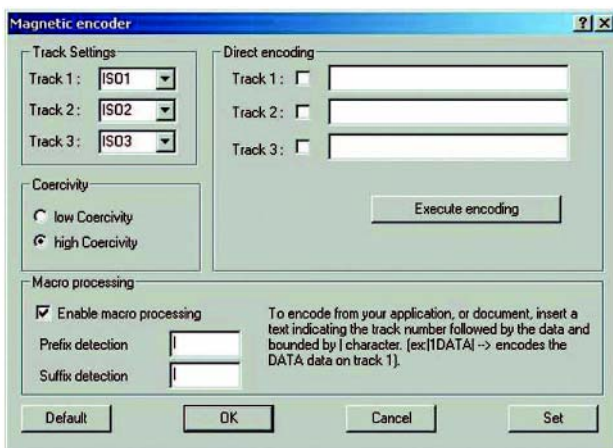 Magnetic encoder
Track Settings
Track 1 : ISO1
Track 2 : ISO2
Track 3 : ISO3
Direct encoding
Track 1 :
Track 2 :
Track 3 :
Execute encoding
Coercivity
low Coercivity
high Coercivity
Macro processing
Enable macro processing
Prefix detection |
Suffix detection |
To encode from your application, or document, insert a
text indicating the track number followed by the data and
bounded by | character. (ex:|1DATA| --> encodes the
DATA data on track 1).
Default
OK
Cancel
Set